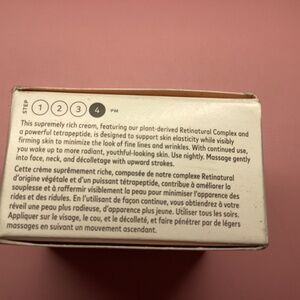 STEP 1 2 3 4 PM
This supremely rich cream, featuring our plant-derived Retinatural Complex and
a powerful tetrapeptide, is designed to support skin elasticity while visibly
firming skin to minimize the look of fine lines and wrinkles. With continued use,
you wake up to more radiant, youthful-looking skin. Use nightly. Massage gently
into face, neck, and décolletage with upward strokes.
Cette crème suprêmement riche, composée de notre complexe Retinatural
d'origine végétale et d'un puissant tétrapeptide, contribue à améliorer la
souplesse et à raffermir visiblement la peau pour minimiser l'apparence des
rides et des ridules. En l'utilisant de façon continue, vous obtiendrez à votre
réveil une peau plus radieuse, d'apparence plus jeune. Utiliser tous les soirs.
Appliquer sur le visage, le cou, et le décolleté, et faire pénétrer par de légers
massages en suivant un mouvement ascendant.